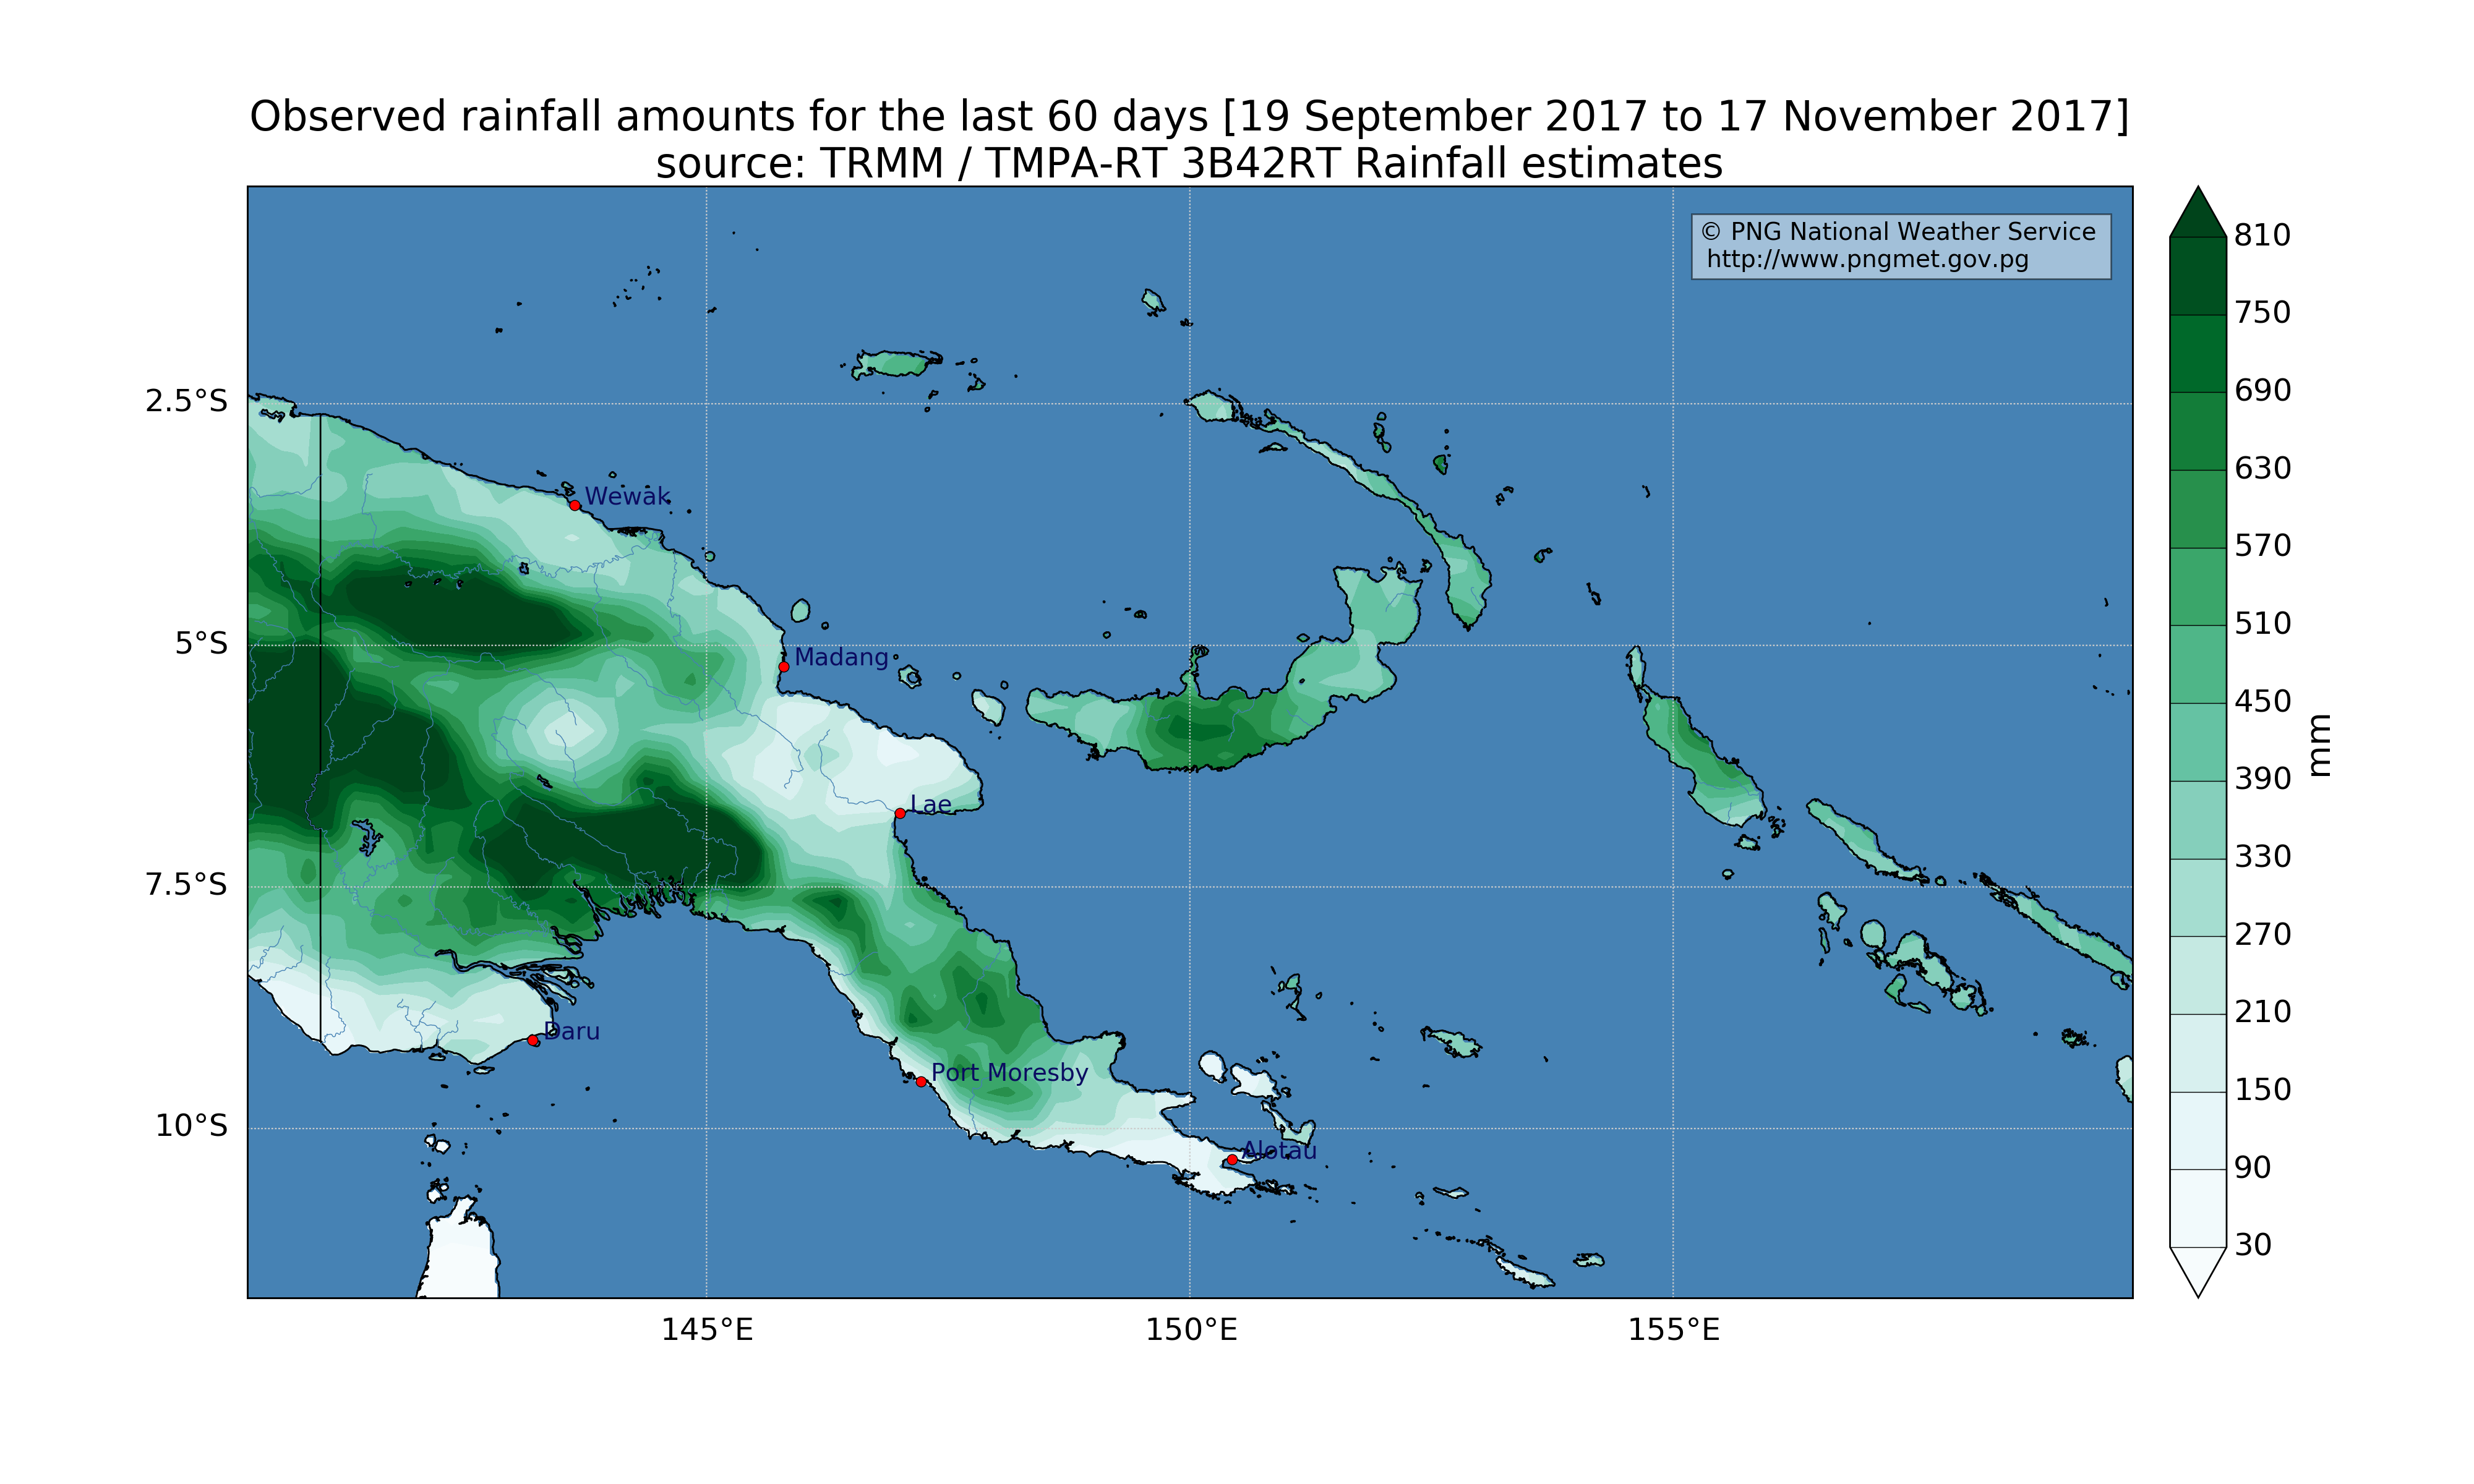 Observed rainfall amounts for the last 60 days [19 September 2017 to 17 November 2017]
source: TRMM / TMPA-RT 3B42RT Rainfall estimates
© PNG National Weather Service
http://www.pngmet.gov.pg
2.5°S
5°S
7.5°S
10°S
Wewak
Madang
Lae
Daru
Port Moresby
Alotau
145°E
150°E
155°E
810
750
690
630
570
510
450
390
330
270
210
150
90
30
mm